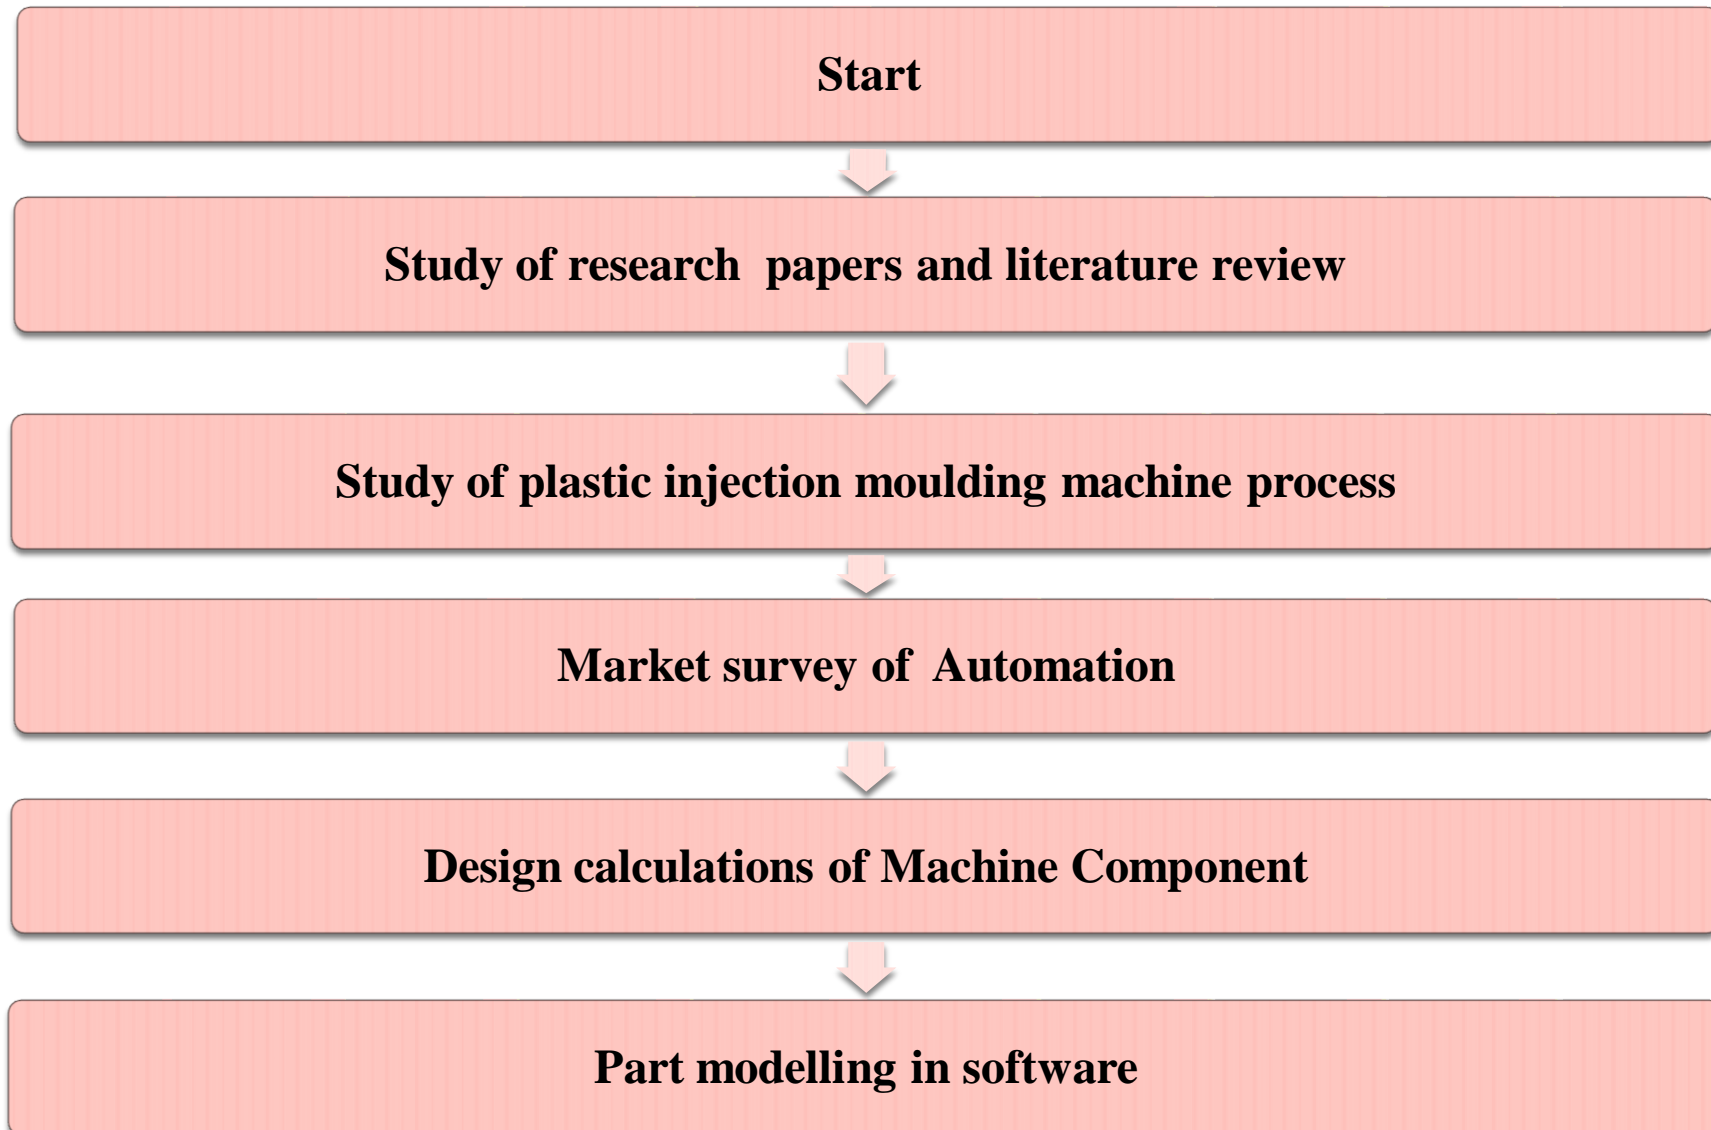 Start
Study of research papers and literature review
Study of plastic injection moulding machine process
Market survey of Automation
Design calculations of Machine Component
Part modelling in software